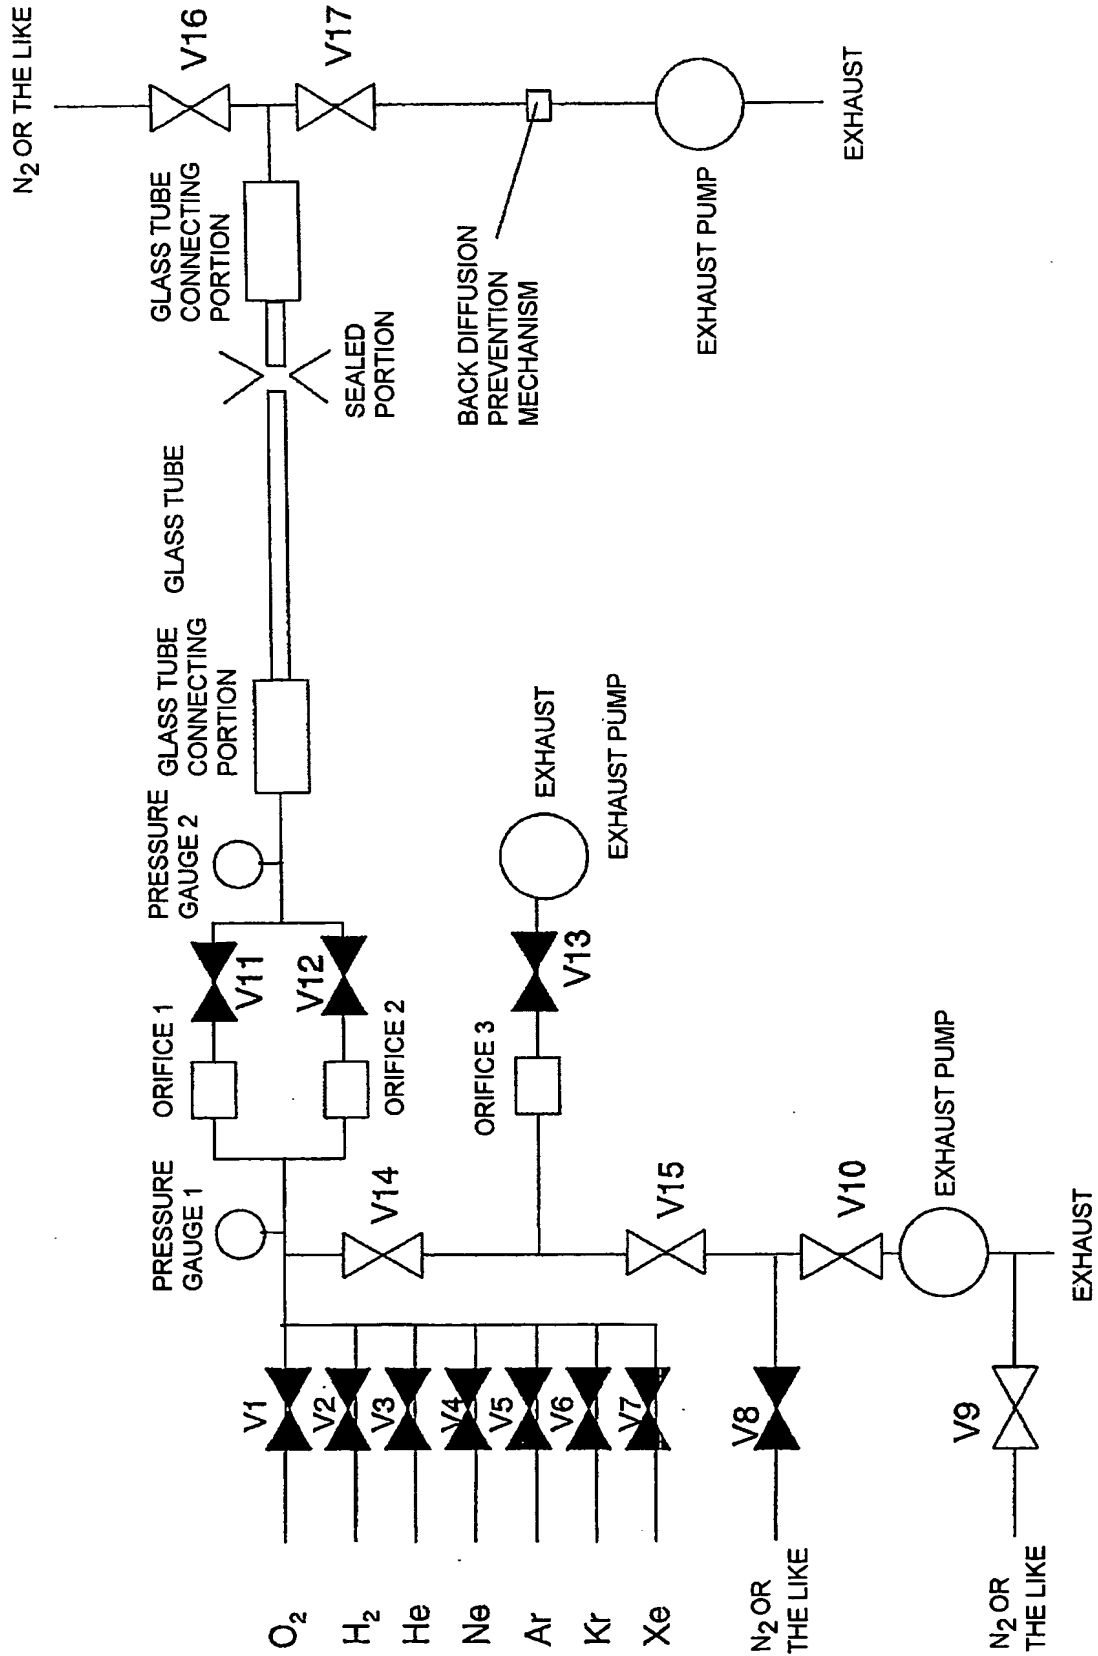 N2 OR THE LIKE
V16
V17
GLASS TUBE
CONNECTING
PORTION
SEALED
PORTION
BACK DIFFUSION
PREVENTION
MECHANISM
EXHAUST PUMP
EXHAUST
GLASS TUBE
GLASS TUBE
CONNECTING
PORTION
PRESSURE
GAUGE 2
V11
V12
ORIFICE 1
ORIFICE 2
EXHAUST
EXHAUST PUMP
V13
ORIFICE 3
PRESSURE
GAUGE 1
V14
V15
V10
EXHAUST PUMP
EXHAUST
V1
V2
V3
V4
V5
V6
V7
V8
V9
O2
H2
He
Ne
Ar
Kr
Xe
N2 OR
THE LIKE
N2 OR
THE LIKE